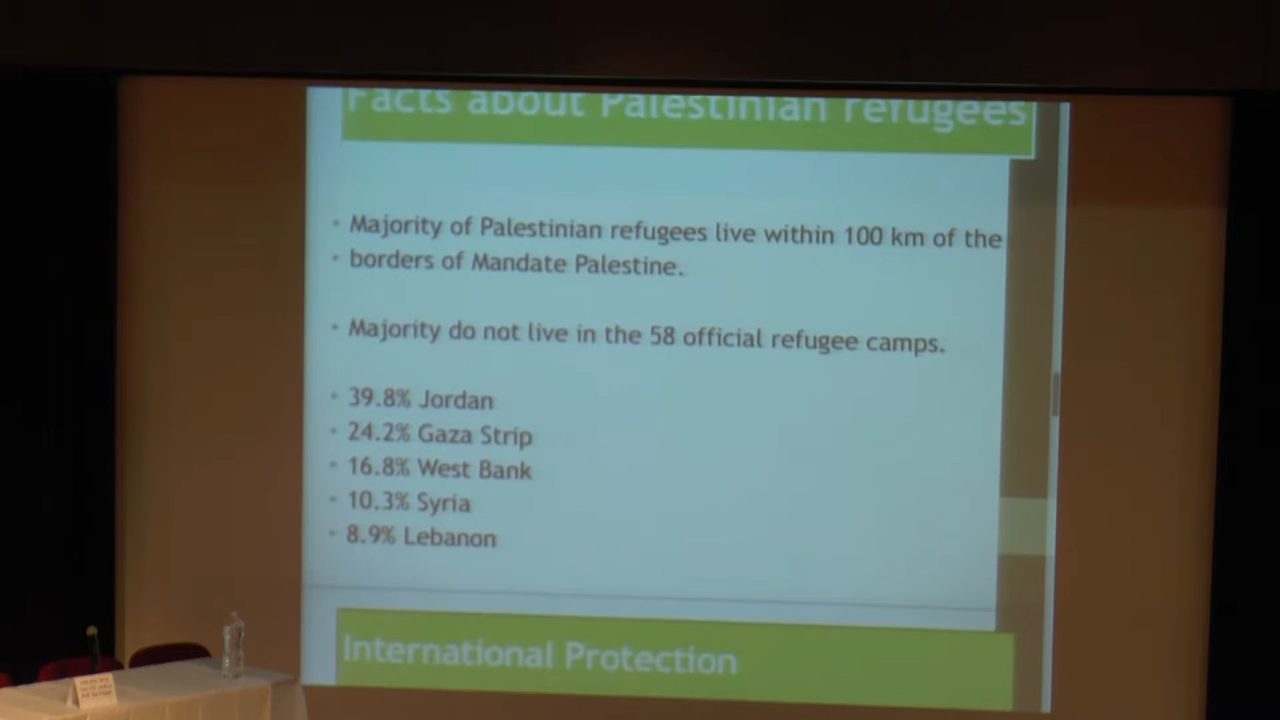 Facts about Palestinian refugees
• Majority of Palestinian refugees live within 100 km of the
• borders of Mandate Palestine.
• Majority do not live in the 58 official refugee camps.
• 39.8% Jordan
• 24.2% Gaza Strip
• 16.8% West Bank
• 10.3% Syria
• 8.9% Lebanon
International Protection